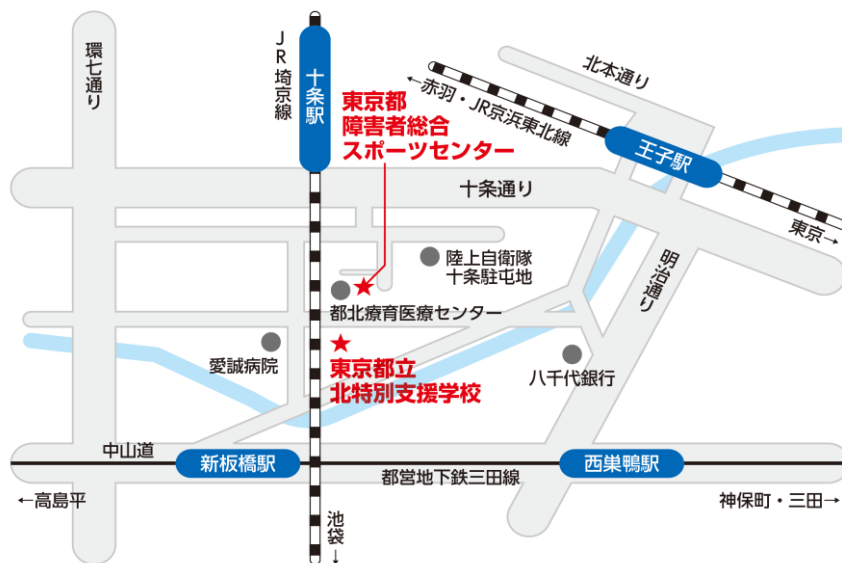 環七通り
JR埼京線
十条駅
東京都
障害者総合
スポーツセンター
←赤羽・JR京浜東北線
北本通り
王子駅
東京→
十条通り
明治通り
陸上自衛隊
十条駐屯地
都北療育医療センター
愛誠病院
東京都立
北特別支援学校
八千代銀行
中山道
新板橋駅
都営地下鉄三田線
西巣鴨駅
←高島平
池袋→
神保町・三田→